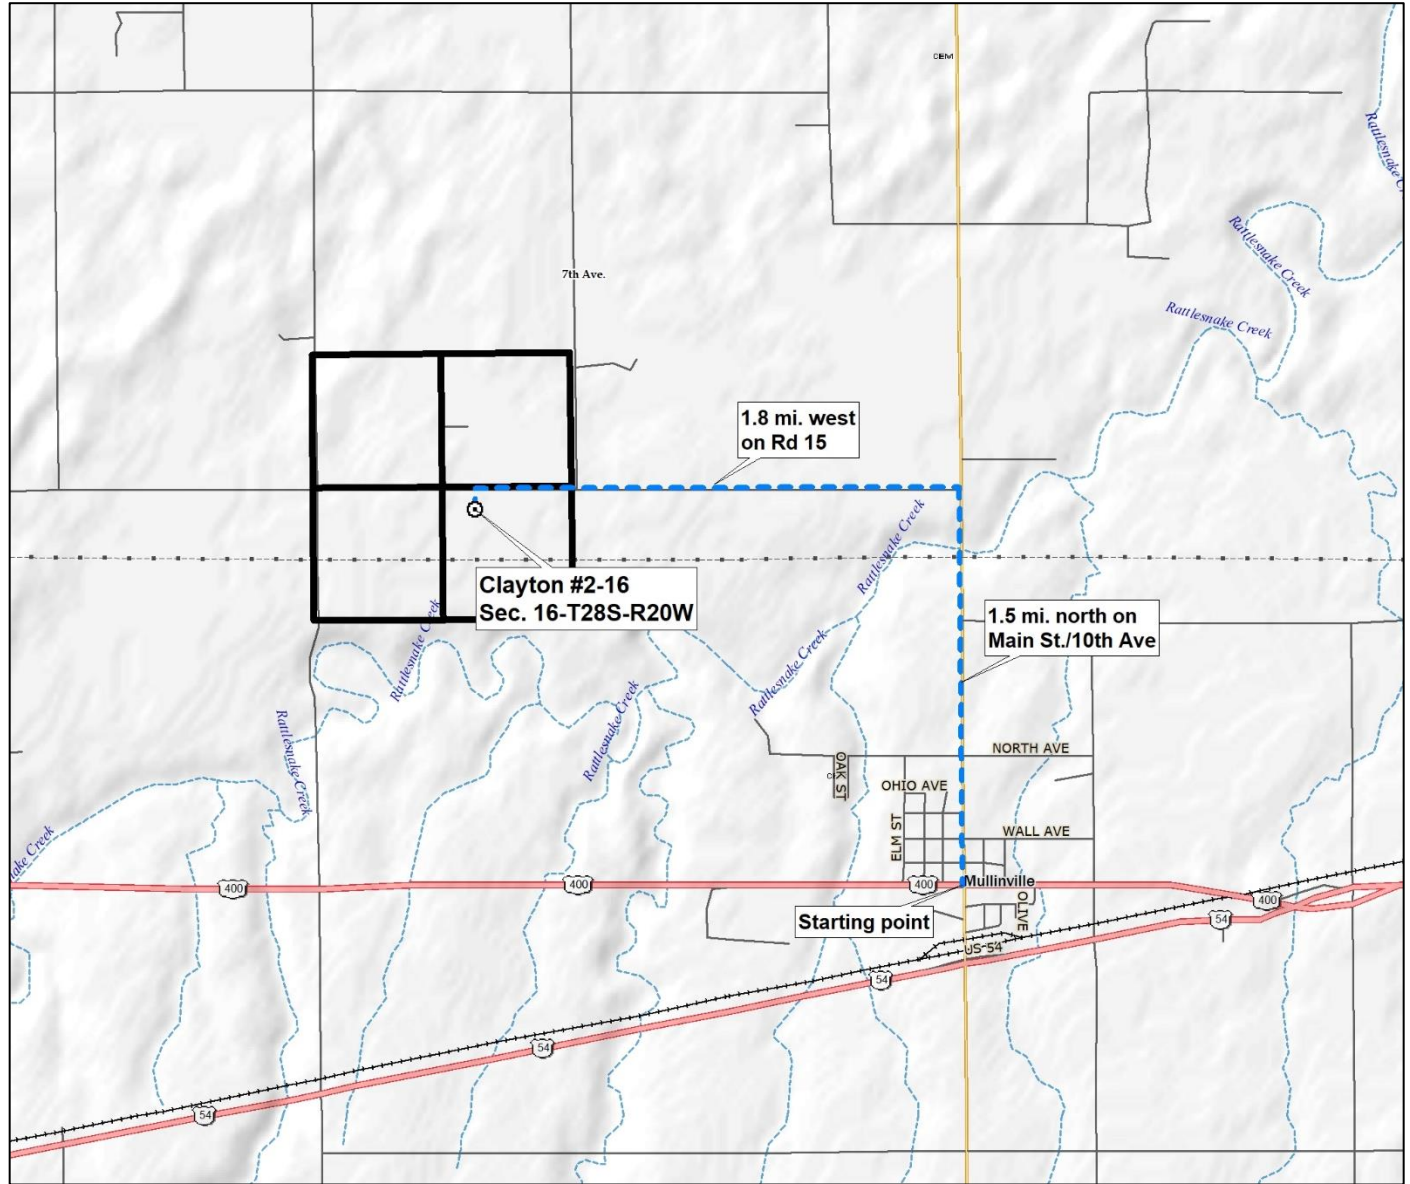 CEM
Rattlesnake C
Rattlesnake Creek
7th Ave.
Rattlesnake Creek
1.8 mi. west
on Rd 15
Rattlesnake Creek
Clayton #2-16
Sec. 16-T28S-R20W
1.5 mi. north on
Main St./10th Ave
Rattlesnake Creek
Rattlesnake Creek
Rattlesnake Creek
Rattlesnake Creek
NORTH AVE
OAK ST
OHIO AVE
ELM ST
WALL AVE
nake Creek
400
400
400
Mullinville
400
OLIVE
Starting point
54
US 54
54
54
54